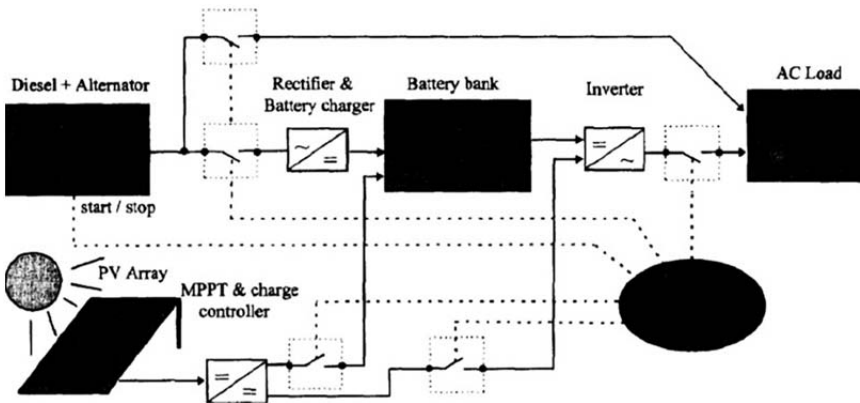 Diesel + Alternator
Rectifier &
Battery charger
Battery bank
Inverter
AC Load
start / stop
PV Array
MPPT & charge
controller